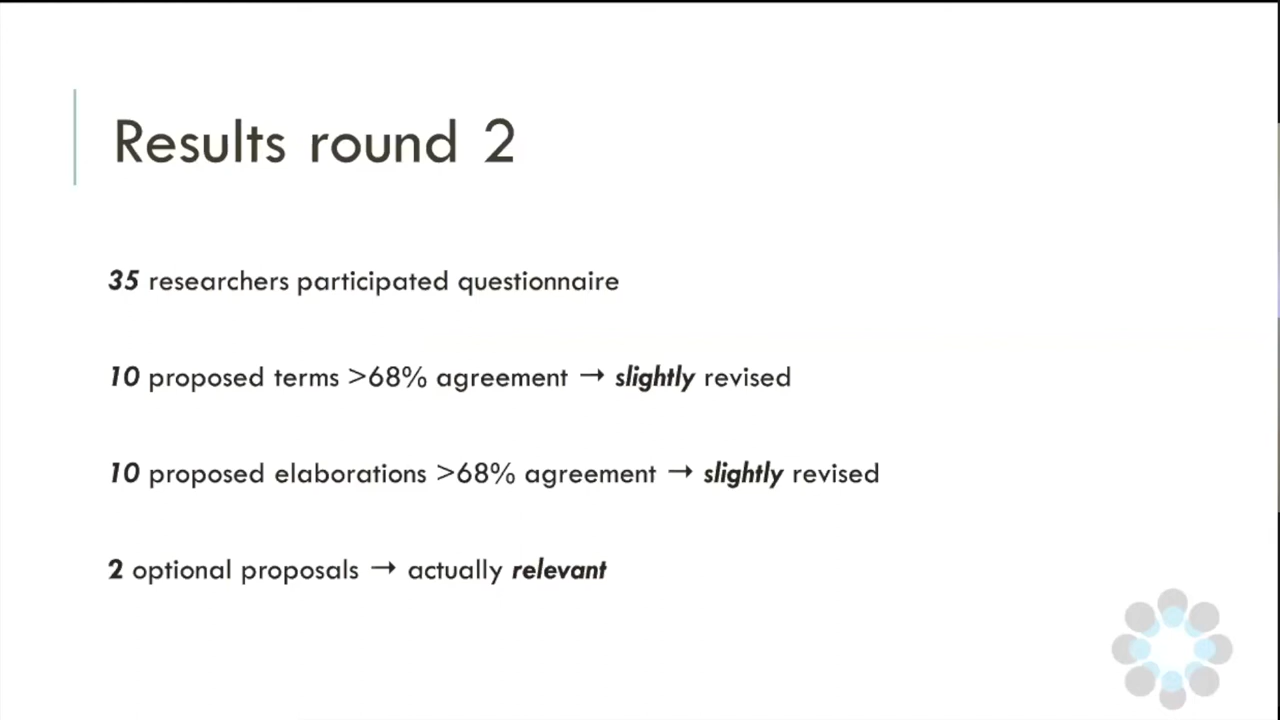 Results round 2
35 researchers participated questionnaire
10 proposed terms >68% agreement → slightly revised
10 proposed elaborations >68% agreement → slightly revised
2 optional proposals → actually relevant